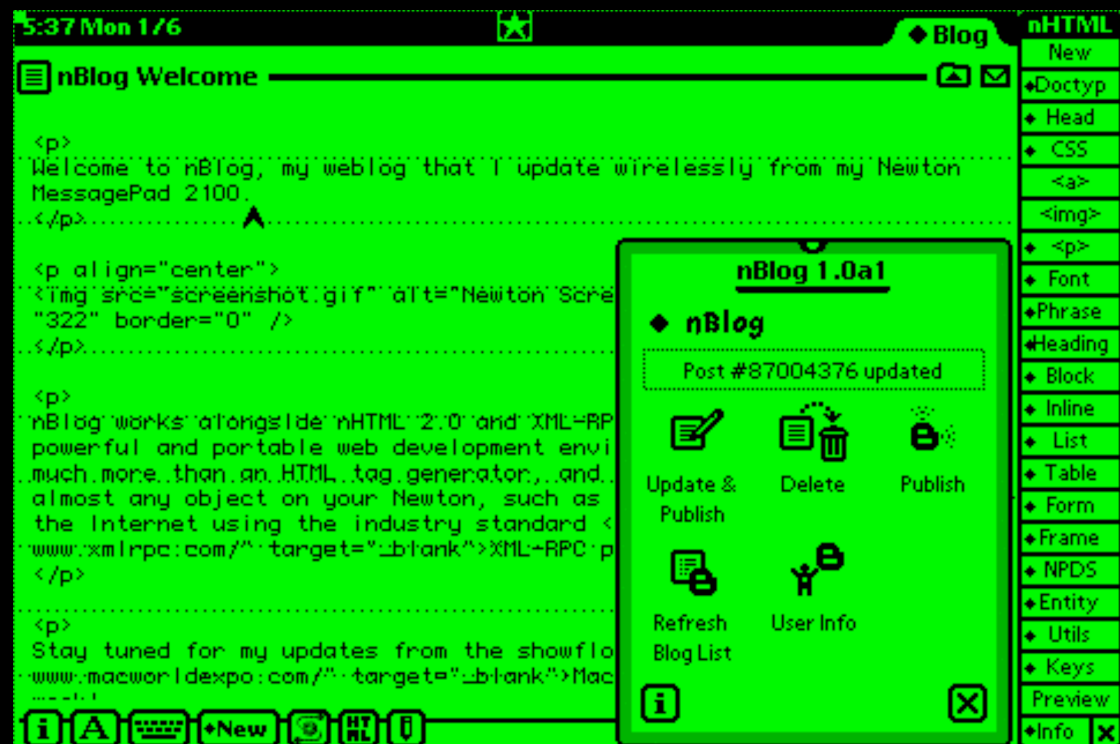 5:37 Mon 1/6
Blog
nBlog Welcome
<p>
Welcome to nBlog, my weblog that I update wirelessly from my Newton
MessagePad 2100.
</p>
<p align="center">
<img src="screenshot.gif" alt="Newton Scre
"322" border="0" />
</p>
<p>
nBlog works alongside nHTML 2.0 and XML-RP
powerful and portable web development envi
much more than an HTML tag generator, and
almost any object on your Newton, such as
the Internet using the industry standard <
www.xmlrpc.com/" target="_blank">XML-RPC p
</p>
<p>
Stay tuned for my updates from the showflo
www.macworldexpo.com/" target="_blank">Mac
i
A
New
HT
ML
nBlog 1.0a1
nBlog
Post #87004376 updated
Update &
Publish
Delete
Publish
Refresh
Blog List
User Info
i
nHTML
New
Doctyp
Head
CSS
<a>
<img>
<p>
Font
Phrase
Heading
Block
Inline
List
Table
Form
Frame
NPDS
Entity
Utils
Keys
Preview
Info
X